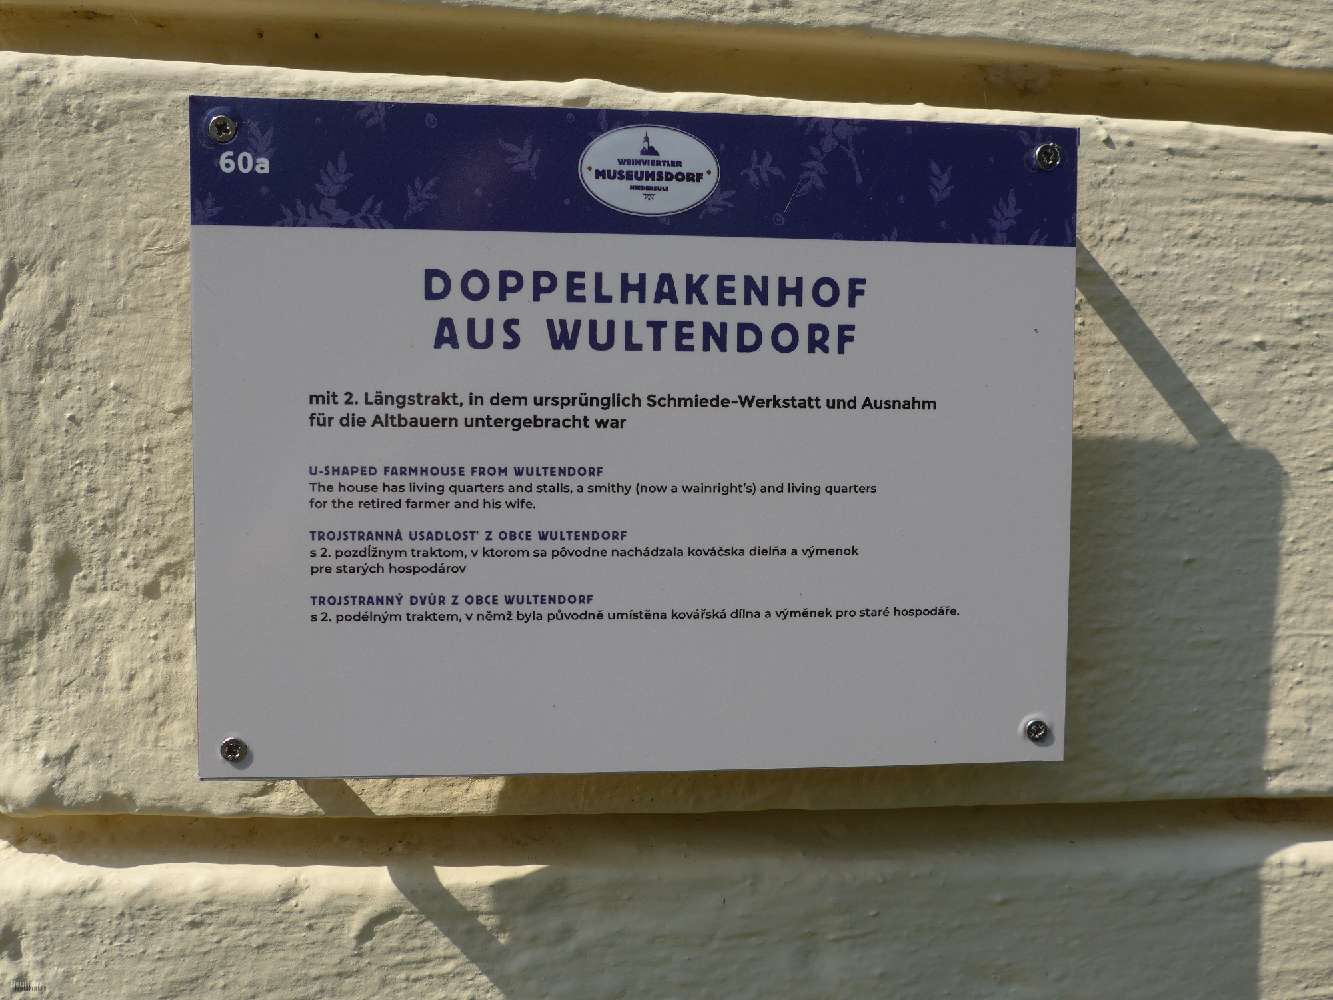 60a
WEINVIERTLER
MUSEUMSDORF
NIEDERSULZ
DOPPELHAKENHOF
AUS WULTENDORF
mit 2. Längstrakt, in dem ursprünglich Schmiede-Werkstatt und Ausnahm
für die Altbauern untergebracht war
U-SHAPED FARMHOUSE FROM WULTENDORF
The house has living quarters and stalls, a smithy (now a wainright's) and living quarters
for the retired farmer and his wife.
TROJSTRANNÁ USADLOSŤ Z OBCE WULTENDORF
s 2. pozdĺžnym traktom, v ktorom sa pôvodne nachádzala kováčska dielňa a výmenok
pre starých hospodárov
TROJSTRANNÝ DVŮR Z OBCE WULTENDORF
s 2. podélným traktem, v němž byla původně umístěna kovářská dílna a výměnek pro staré hospodáře.